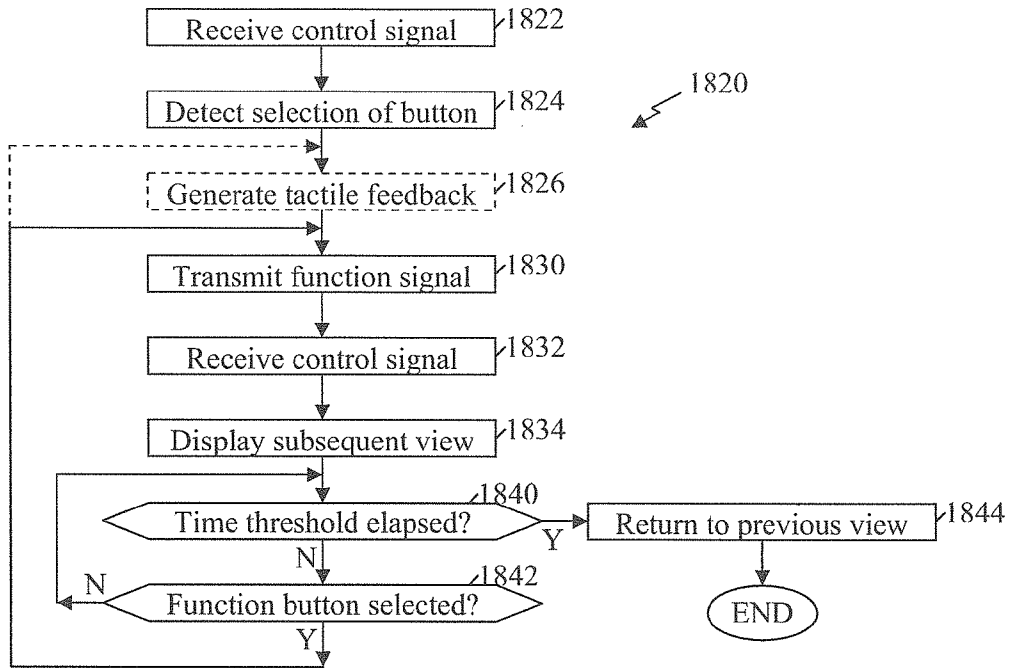 Receive control signal 1822
1820
Detect selection of button 1824
Generate tactile feedback 1826
Transmit function signal 1830
Receive control signal 1832
Display subsequent view 1834
Time threshold elapsed? 1840
Y
Return to previous view 1844
N
Function button selected? 1842
N
Y
END